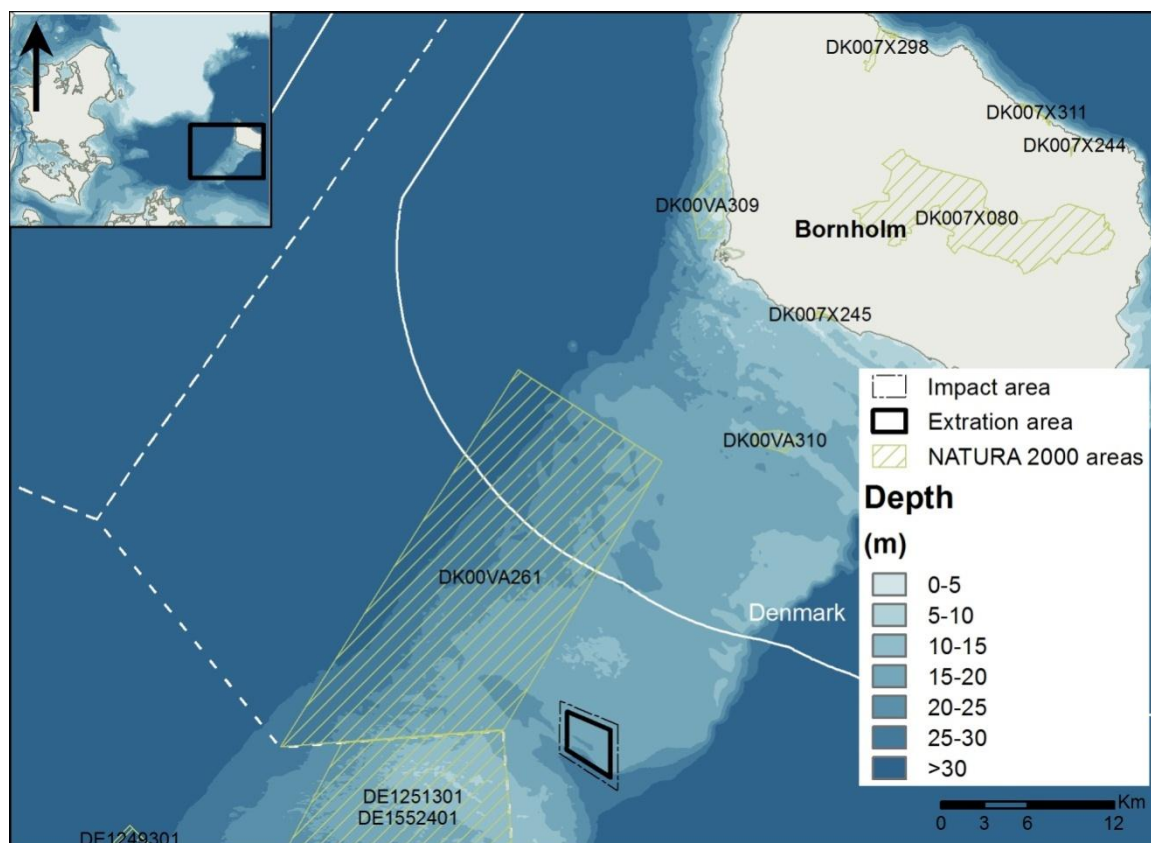 DK007X298
DK007X311
DK007X244
DK00VA309
DK007X080
Bornholm
DK007X245
DK00VA310
DK00VA261
Denmark
DE1251301
DE1552401
DE1249301
Impact area
Extration area
NATURA 2000 areas
Depth
(m)
0-5
5-10
10-15
15-20
20-25
25-30
>30
Km
0 3 6 12